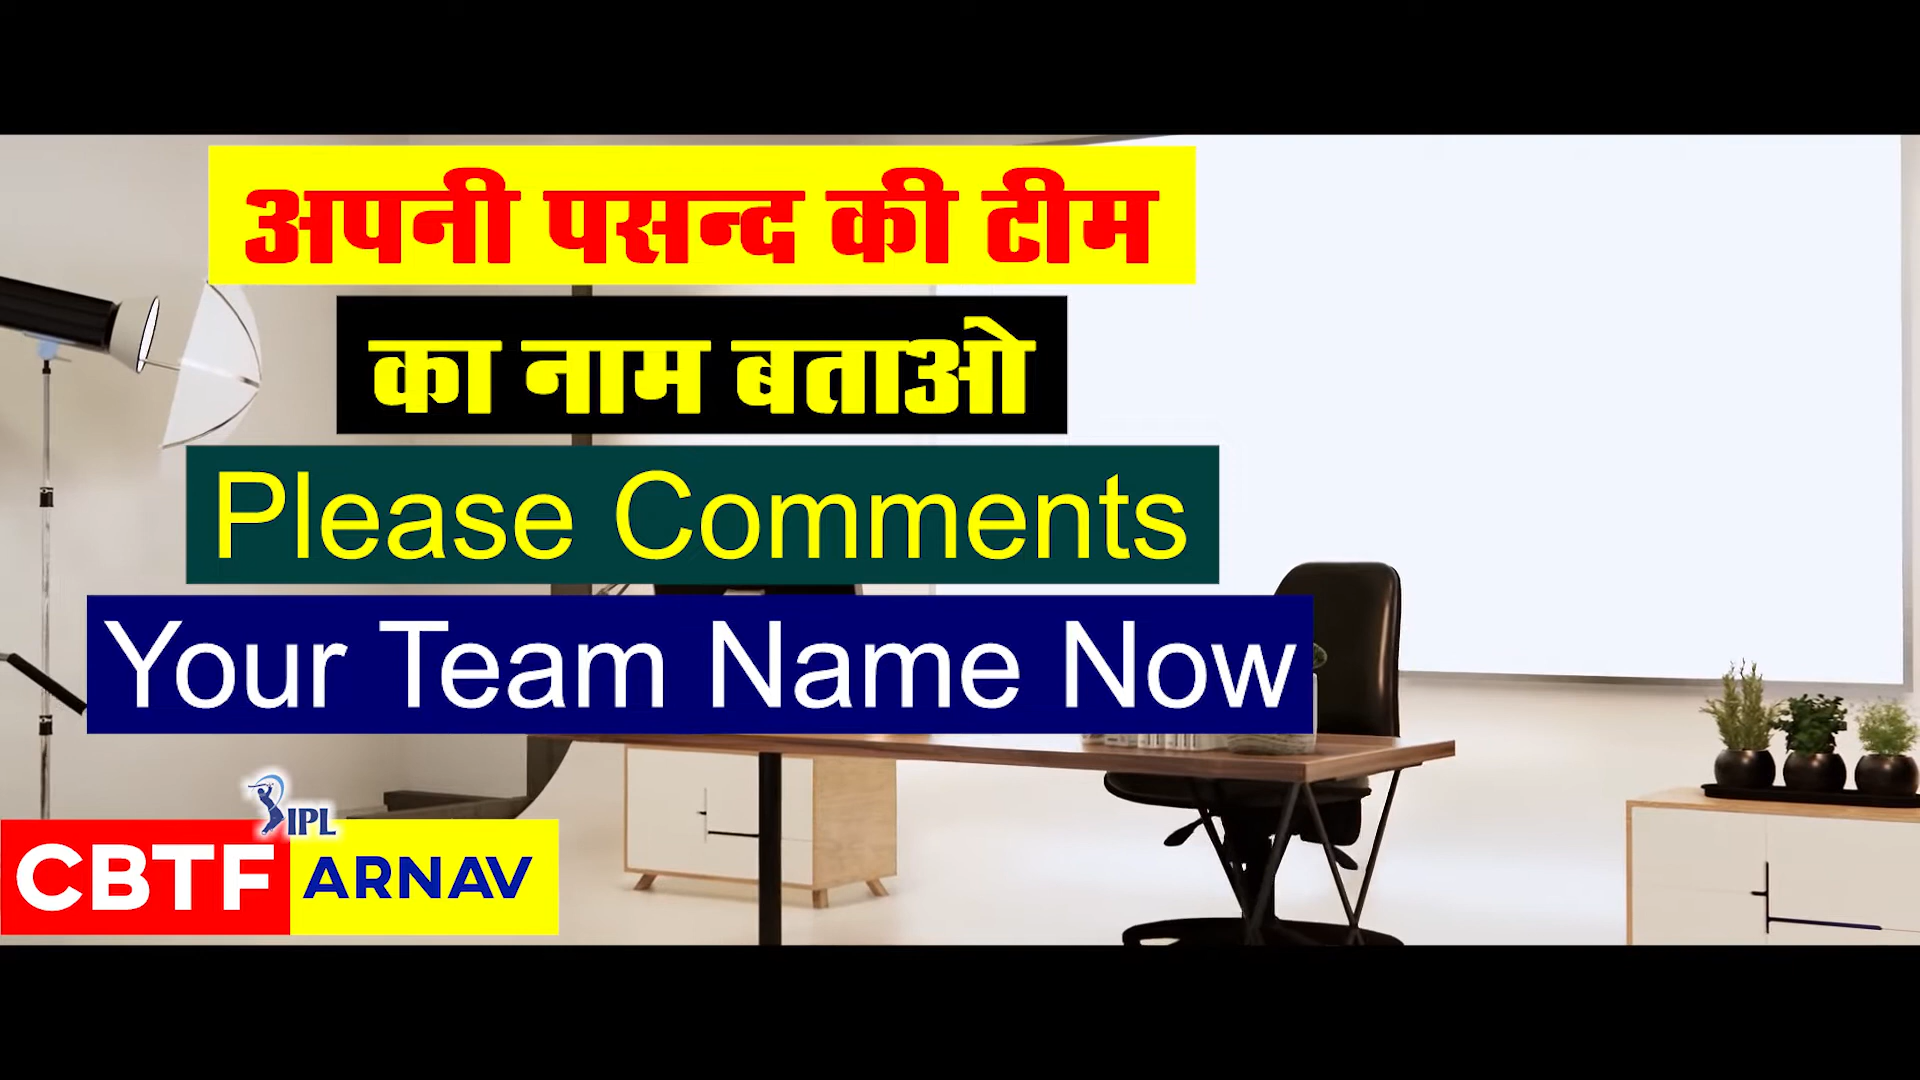 अपनी पसन्द की टीम
का नाम बताओ
Please Comments
Your Team Name Now
IPL
CBTF ARNAV